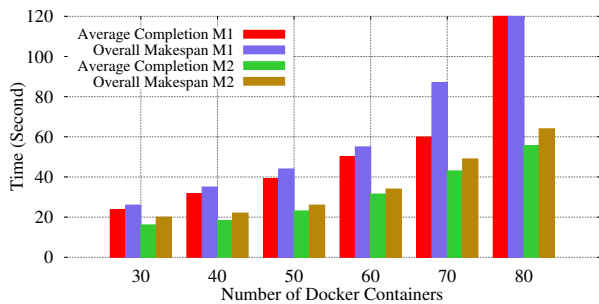 120
100
80
60
40
20
0
Time (Second)
Average Completion M1
Overall Makespan M1
Average Completion M2
Overall Makespan M2
30 40 50 60 70 80
Number of Docker Containers